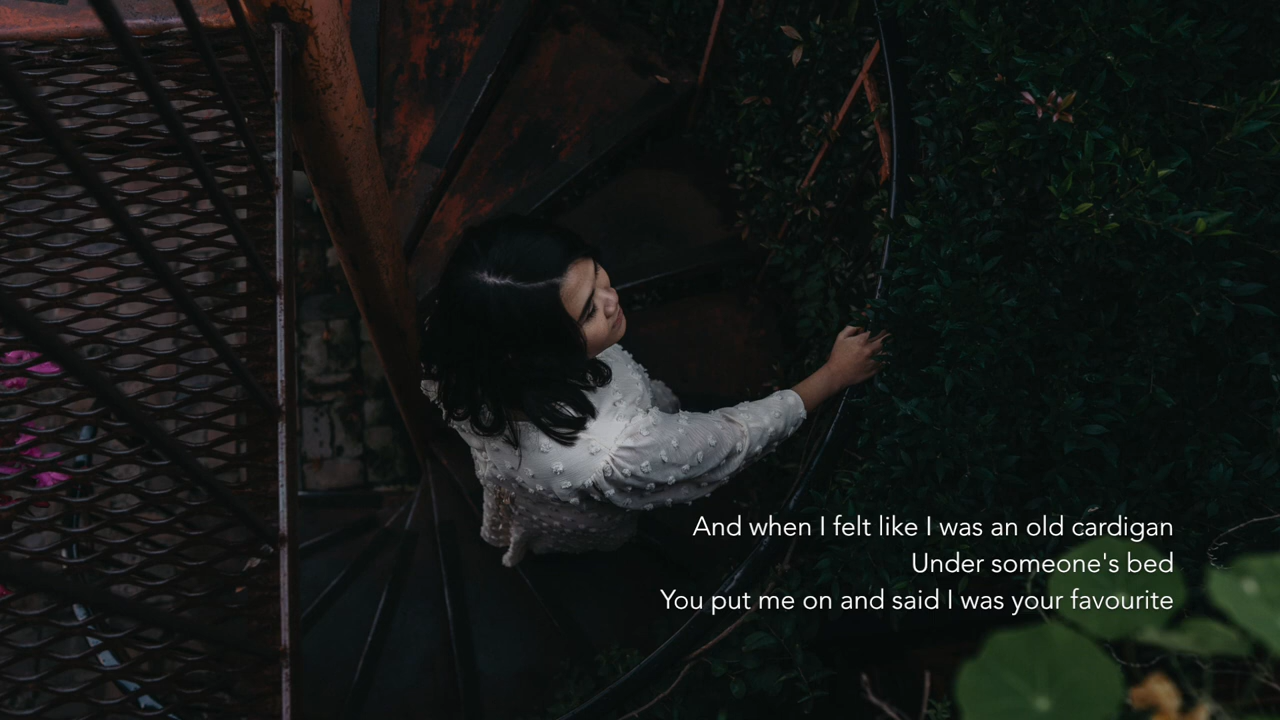 And when I felt like I was an old cardigan
Under someone's bed
You put me on and said I was your favourite